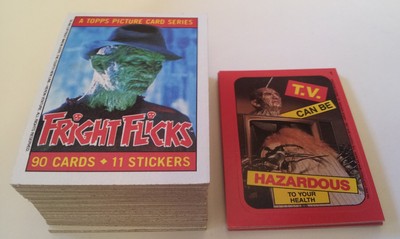 A TOPPS PICTURE CARD SERIES
FRIGHT FLICKS
90 CARDS • 11 STICKERS
T.V.
CAN BE
HAZARDOUS
TO YOUR
HEALTH